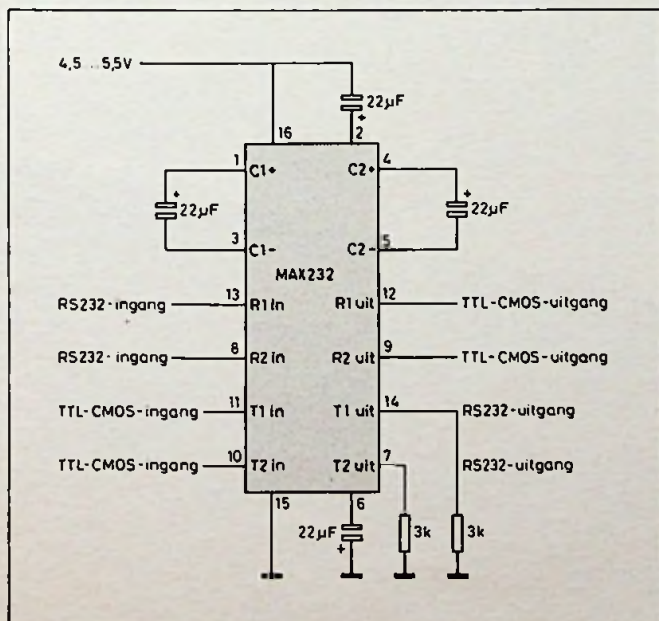 4,5 ... 5,5V
22µF
+
16
2
1
C1+
C2+
4
+
22µF
+
22µF
3
C1-
C2-
5
MAX232
RS232-ingang
13
R1 in
R1 uit
12
TTL-CMOS-uitgang
RS232-ingang
8
R2 in
R2 uit
9
TTL-CMOS-uitgang
TTL-CMOS-ingang
11
T1 in
T1 uit
14
RS232-uitgang
TTL-CMOS-ingang
10
T2 in
T2 uit
7
RS232-uitgang
15
6
22µF
+
3k
3k